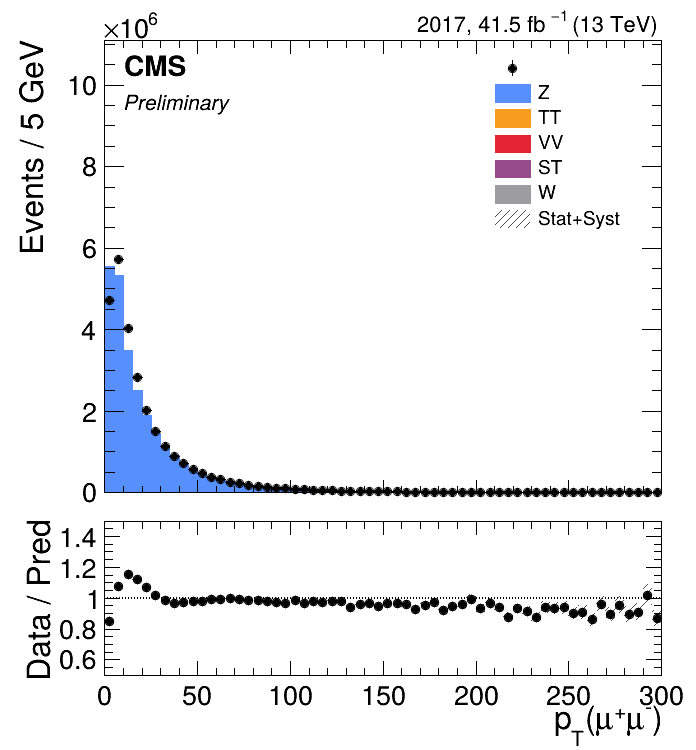 ×10⁶
2017, 41.5 fb⁻¹ (13 TeV)
CMS
Preliminary
Z
TT
VV
ST
W
Stat+Syst
Events / 5 GeV
10
8
6
4
2
0
Data / Pred
1.4
1.2
1
0.8
0.6
0 50 100 150 200 250 300
p_T(μ⁺μ⁻)